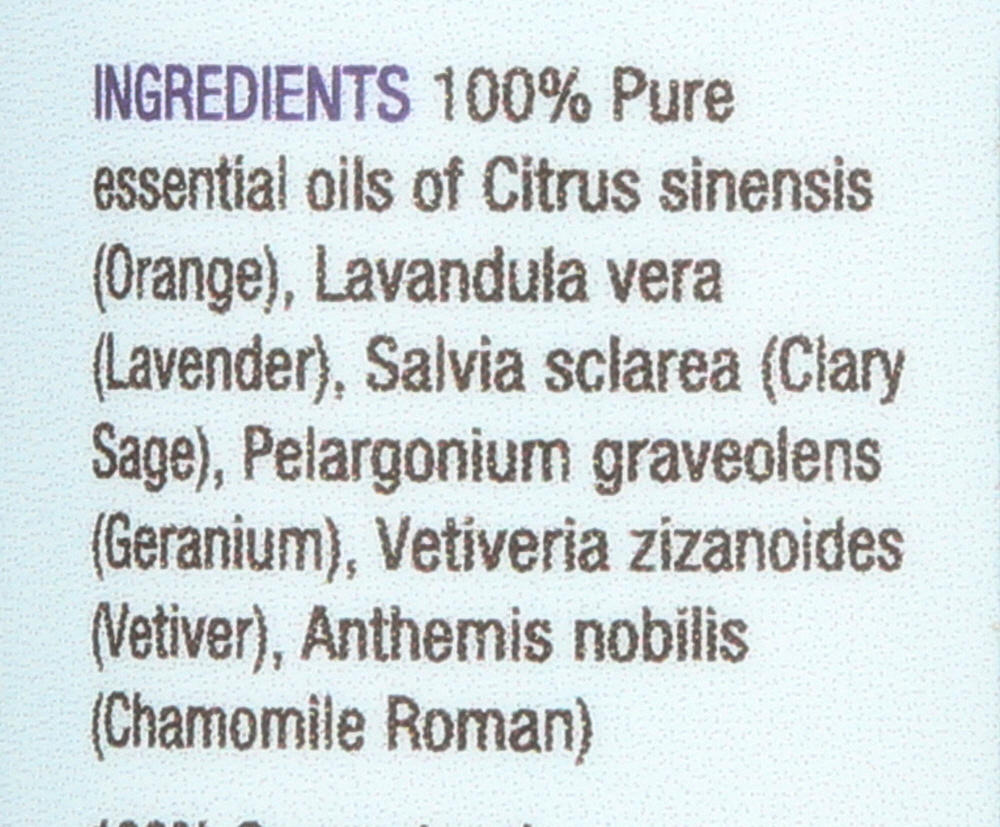 INGREDIENTS 100% Pure
essential oils of Citrus sinensis
(Orange), Lavandula vera
(Lavender), Salvia sclarea (Clary
Sage), Pelargonium graveolens
(Geranium), Vetiveria zizanoides
(Vetiver), Anthemis nobilis
(Chamomile Roman)